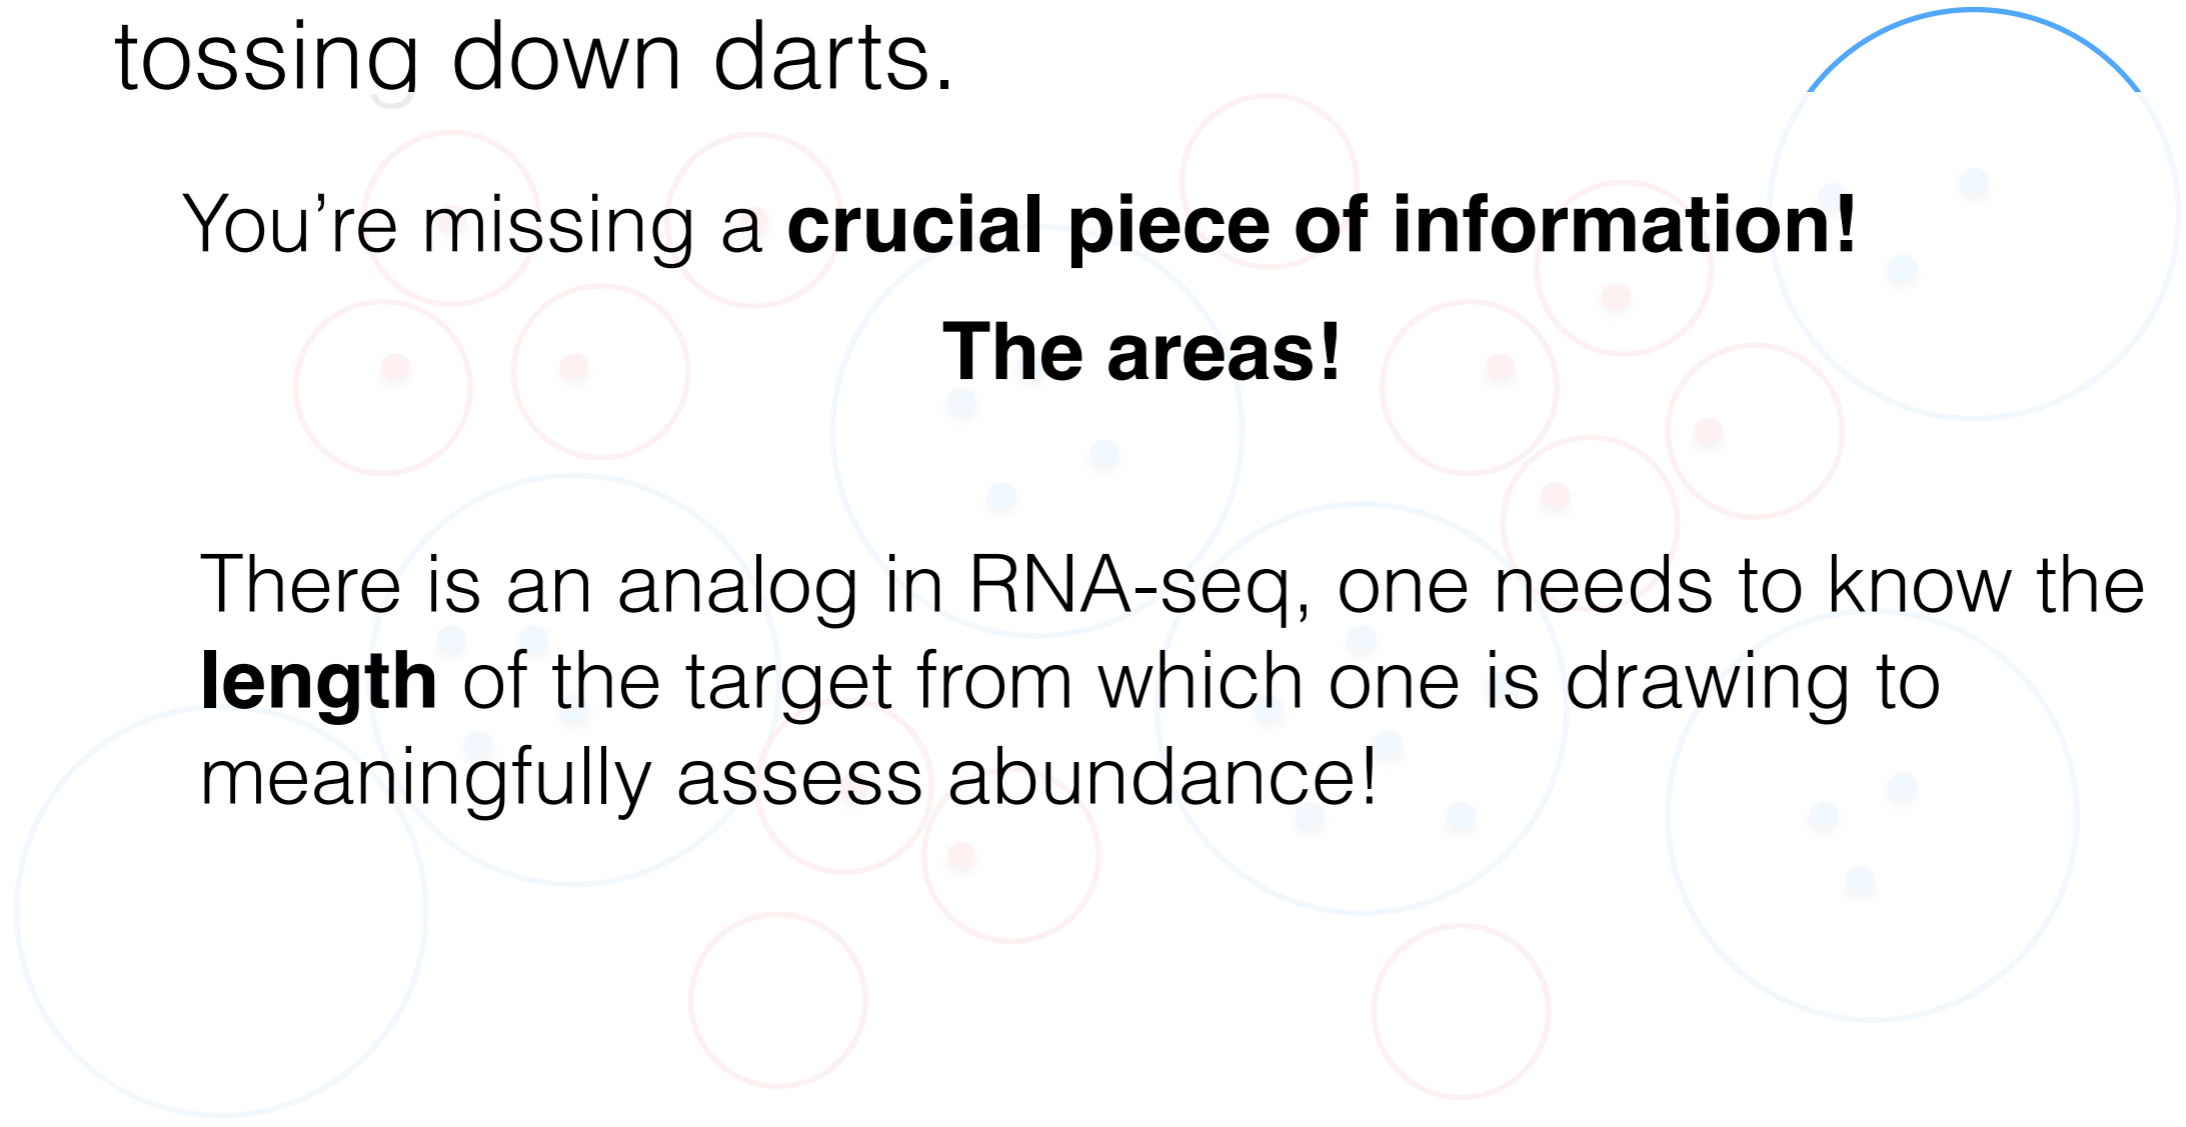 tossing down darts.
You’re missing a crucial piece of information!
The areas!
There is an analog in RNA-seq, one needs to know the
length of the target from which one is drawing to
meaningfully assess abundance!